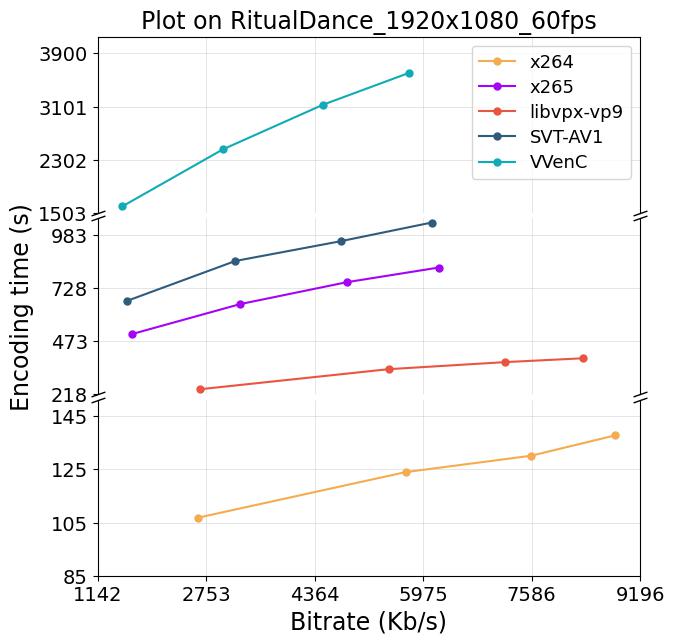 Plot on RitualDance_1920x1080_60fps
x264
x265
libvpx-vp9
SVT-AV1
VVenC
Encoding time (s)
3900
3101
2302
1503
983
728
473
218
145
125
105
85
1142 2753 4364 5975 7586 9196
Bitrate (Kb/s)